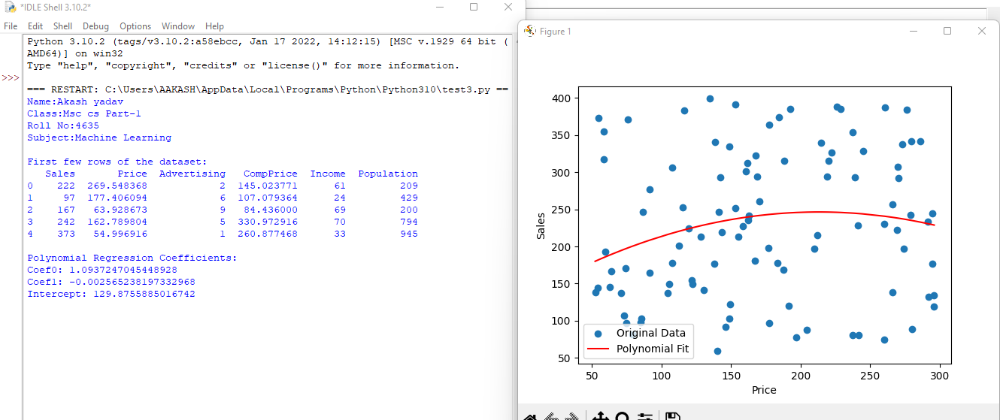 *IDLE Shell 3.10.2*
File Edit Shell Debug Options Window Help
Python 3.10.2 (tags/v3.10.2:a58ebcc, Jan 17 2022, 14:12:15) [MSC v.1929 64 bit (
AMD64)] on win32
Type "help", "copyright", "credits" or "license()" for more information.
>>>
=== RESTART: C:\Users\AAKASH\AppData\Local\Programs\Python\Python310\test3.py ==
Name:Akash yadav
Class:Msc cs Part-1
Roll No:4635
Subject:Machine Learning
First few rows of the dataset:
Sales Price Advertising CompPrice Income Population
0 222 269.548368 2 145.023771 61 209
1 97 177.406094 6 107.079364 24 429
2 167 63.928673 9 84.436000 69 200
3 242 162.789804 5 330.972916 70 794
4 373 54.996916 1 260.877468 33 945
Polynomial Regression Coefficients:
Coef0: 1.0937247045448928
Coef1: -0.002565238197332968
Intercept: 129.8755885016742
Figure 1
400
350
300
250
200
150
100
50
Sales
Original Data
Polynomial Fit
50 100 150 200 250 300
Price